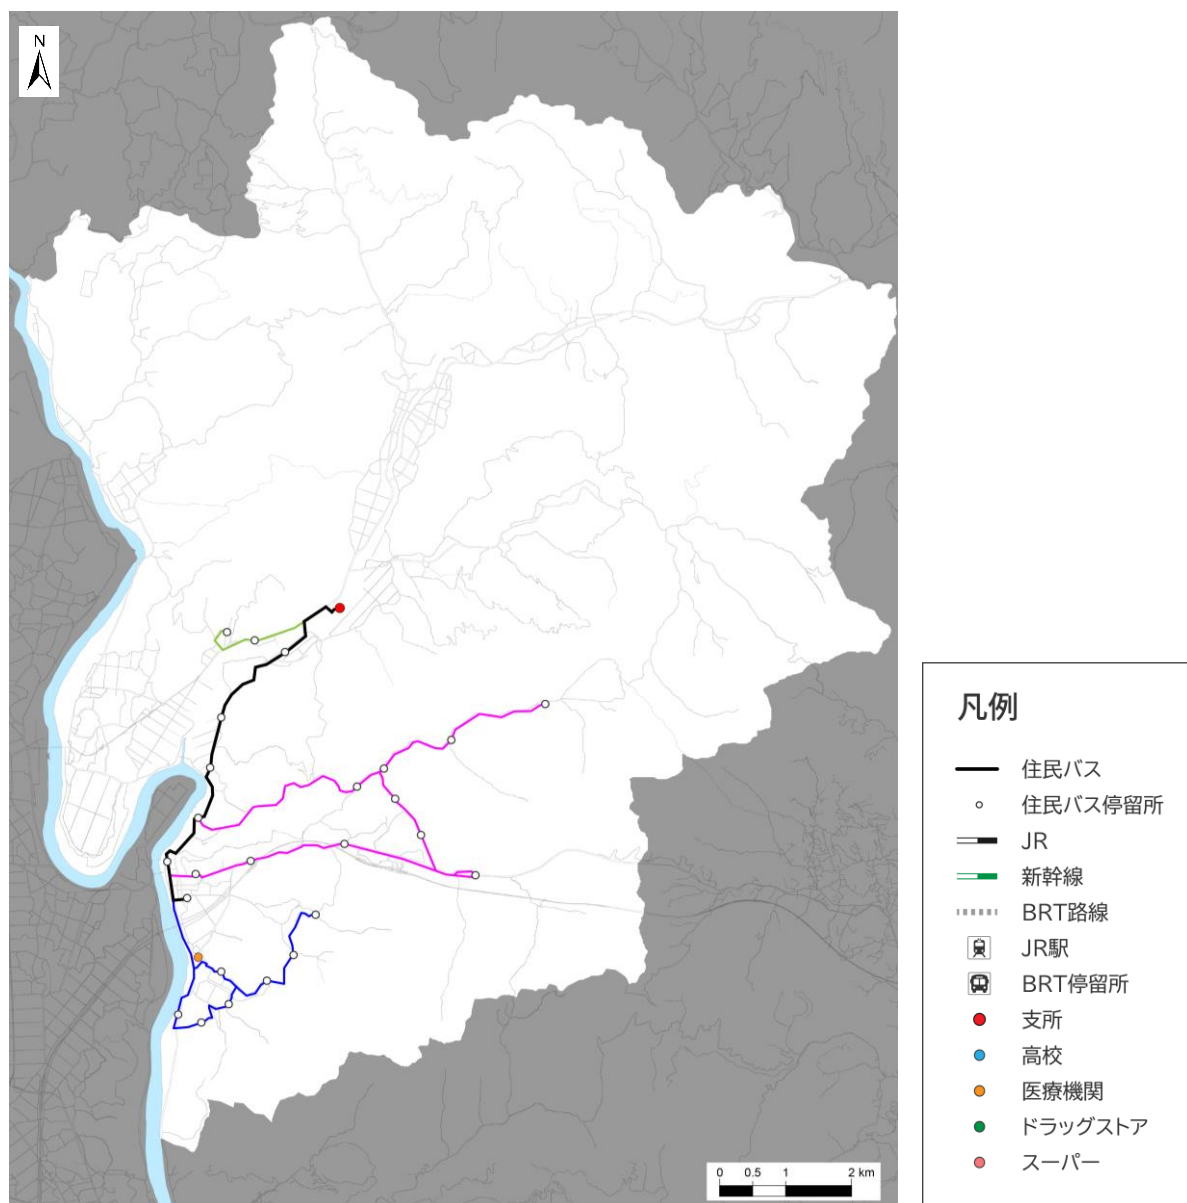 N
凡例
住民バス
住民バス停留所
JR
新幹線
BRT路線
JR駅
BRT停留所
支所
高校
医療機関
ドラッグストア
スーパー
0 0.5 1 2 km